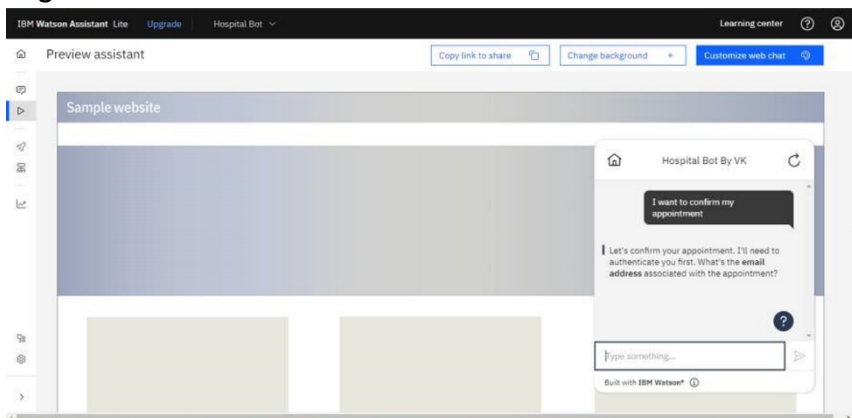 IBM Watson Assistant Lite Upgrade Hospital Bot Learning center
Preview assistant Copy link to share Change background + Customize web chat
Sample website
Hospital Bot By VK
I want to confirm my
appointment
Let's confirm your appointment. I'll need to
authenticate you first. What's the email
address associated with the appointment?
?
Type something...
Built with IBM Watson®